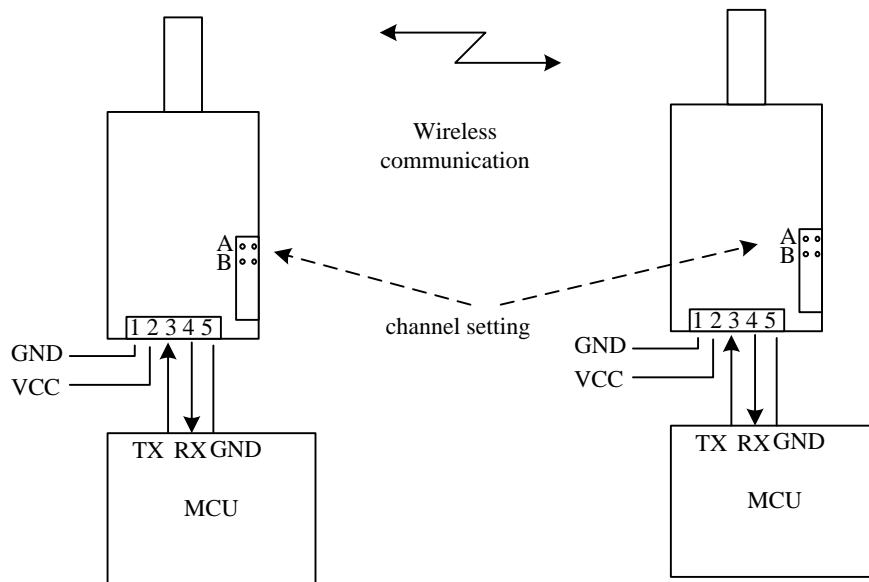 Wireless
communication
A
B
1 2 3 4 5
GND
VCC
TX RX GND
MCU
channel setting
A
B
1 2 3 4 5
GND
VCC
TX RX GND
MCU